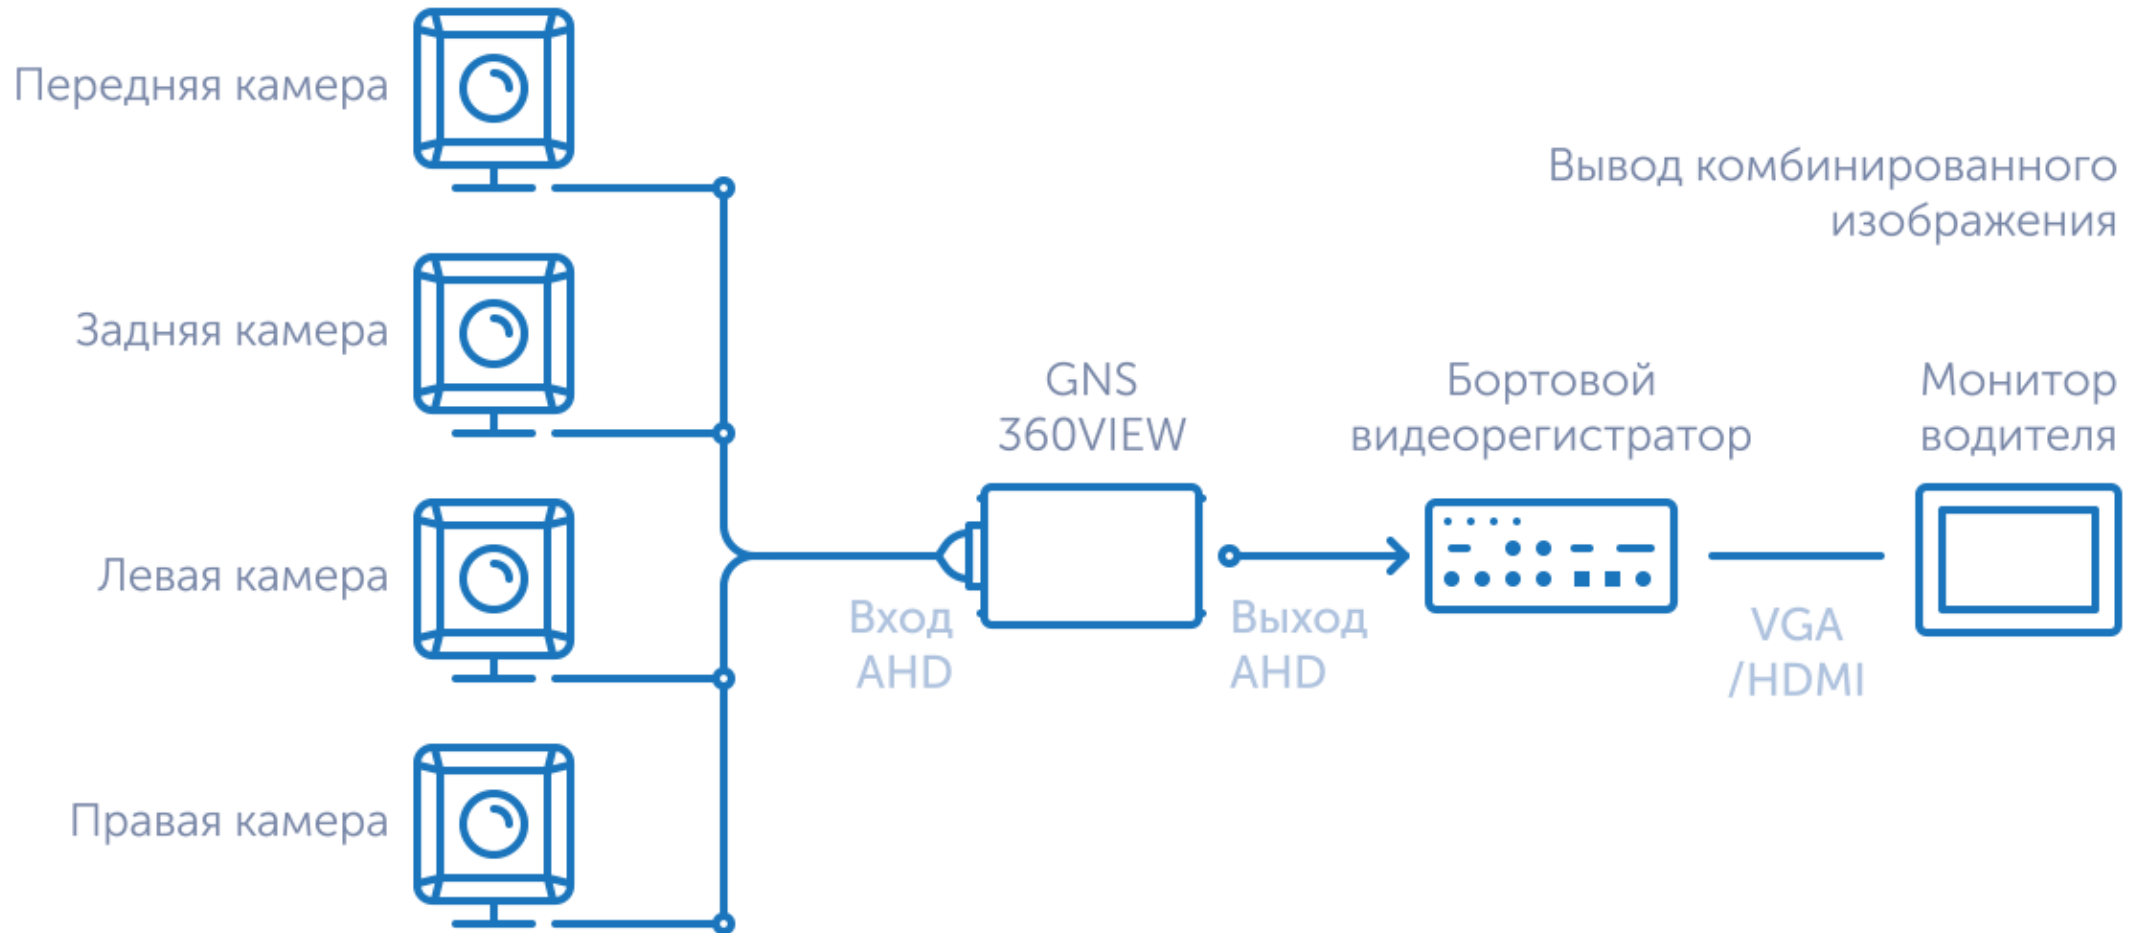 Передняя камера
Вывод комбинированного
изображения
Задняя камера
GNS
360VIEW
Бортовой
видеорегистратор
Монитор
водителя
Левая камера
Вход
AHD
Выход
AHD
VGA
/HDMI
Правая камера